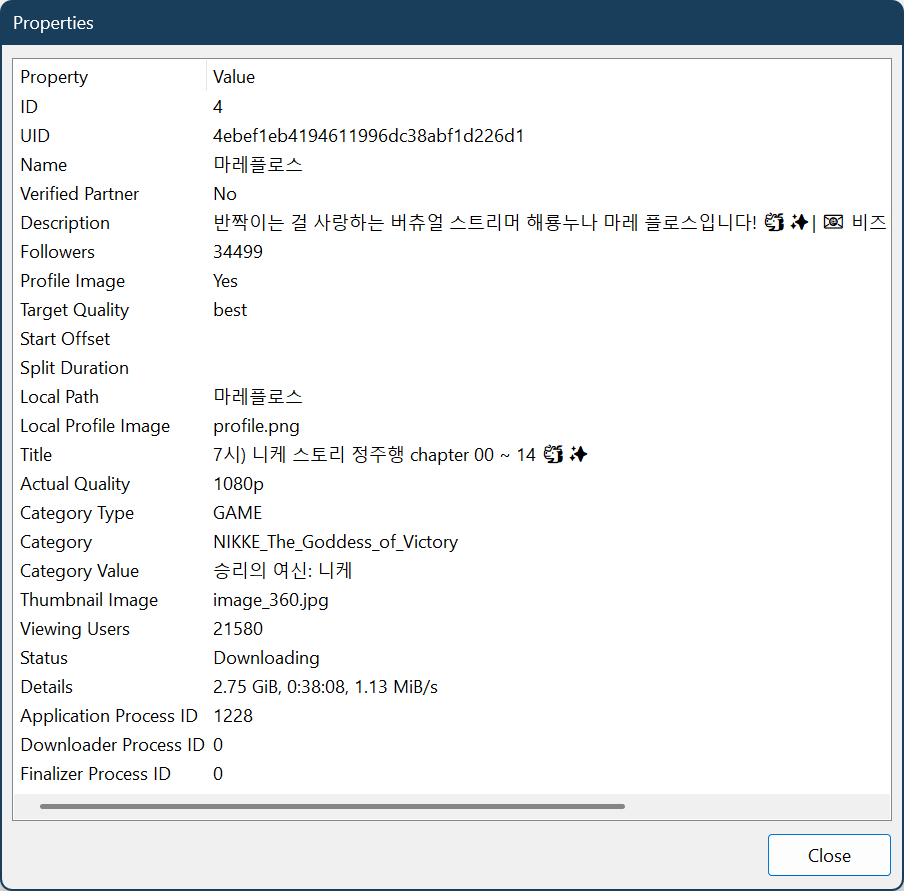 Properties
Property Value
ID 4
UID 4ebef1eb4194611996dc38abf1d226d1
Name 마레플로스
Verified Partner No
Description 반짝이는 걸 사랑하는 버츄얼 스트리머 해룡누나 마레 플로스입니다! 🐲✨| 📧 비즈
Followers 34499
Profile Image Yes
Target Quality best
Start Offset
Split Duration
Local Path 마레플로스
Local Profile Image profile.png
Title 7시) 니케 스토리 정주행 chapter 00 ~ 14 🐲✨
Actual Quality 1080p
Category Type GAME
Category NIKKE_The_Goddess_of_Victory
Category Value 승리의 여신: 니케
Thumbnail Image image_360.jpg
Viewing Users 21580
Status Downloading
Details 2.75 GiB, 0:38:08, 1.13 MiB/s
Application Process ID 1228
Downloader Process ID 0
Finalizer Process ID 0
Close